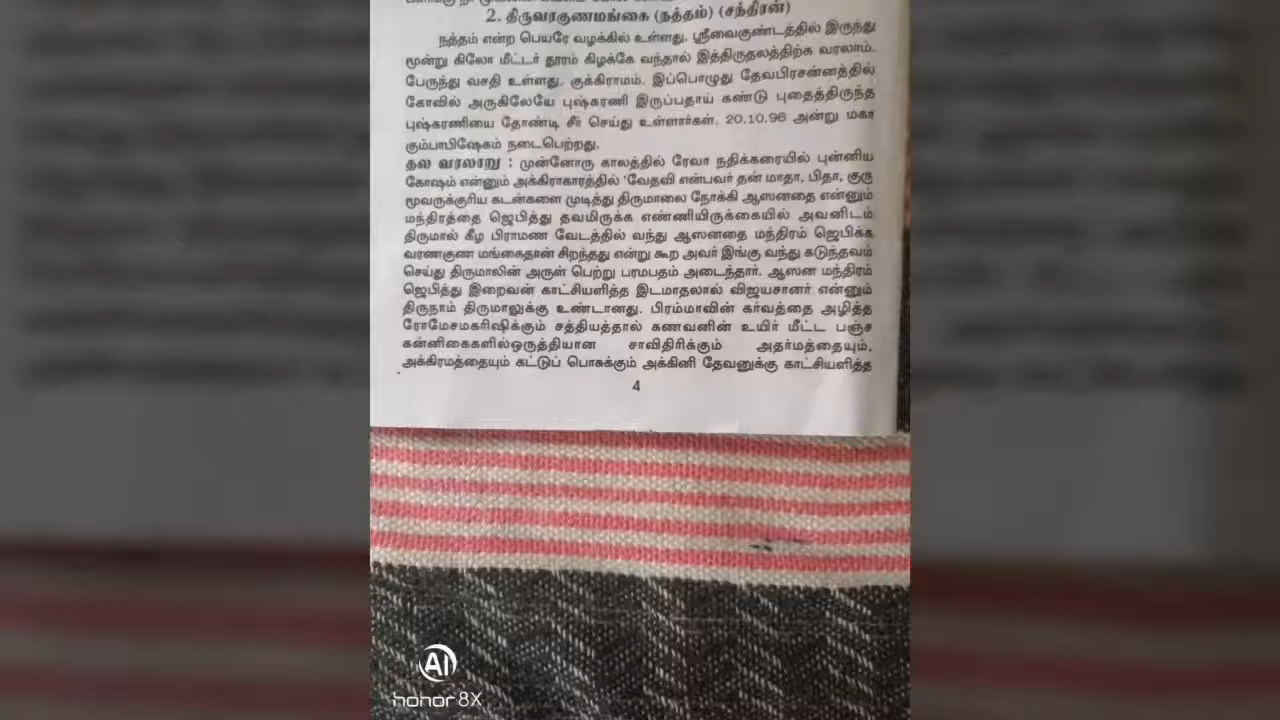 2. திருவரகுணமங்கை (நத்தம்) (சந்திரன்)
நத்தம் என்ற பெயரே வழக்கில் உள்ளது. ஸ்ரீவைகுண்டத்தில் இருந்து
மூன்று கிலோ மீட்டர் தூரம் கிழக்கே வந்தால் இத்திருதலத்திற்க வரலாம்.
பேருந்து வசதி உள்ளது. குக்கிராமம். இப்பொழுது தேவபிரசன்னத்தில்
கோவில் அருகிலேயே புஷ்கரணி இருப்பதாய் கண்டு புதைத்திருந்த
புஷ்கரணியை தோண்டி சீர் செய்து உள்ளார்கள். 20.10.96 அன்று மகா
கும்பாபிஷேகம் நடைபெற்றது.
தல வரலாறு : முன்னோரு காலத்தில் ரேவா நதிக்கரையில் புன்னிய
கோஷம் என்னும் அக்கிராகாரத்தில் 'வேதவி என்பவர் தன் மாதா, பிதா, குரு
மூவருக்குரிய கடன்களை முடித்து திருமாலை நோக்கி ஆஸனதை என்னும்
மந்திரத்தை ஜெபித்து தவமிருக்க எண்ணியிருக்கையில் அவனிடம்
திருமால் கீழ பிராமண வேடத்தில் வந்து ஆஸனதை மந்திரம் ஜெபிக்க
வரணகுண மங்கைதான் சிறந்தது என்று கூற அவர் இங்கு வந்து கடுந்தவம்
செய்து திருமாலின் அருள் பெற்று பரமபதம் அடைந்தார். ஆஸன மந்திரம்
ஜெபித்து இறைவன் காட்சியளித்த இடமாதலால் விஜயசானர் என்னும்
திருநாம் திருமாலுக்கு உண்டானது. பிரம்மாவின் கர்வத்தை அழித்த
ரோமேசமகரிஷிக்கும் சத்தியத்தால் கணவனின் உயிர் மீட்ட பஞ்ச
கன்னிகைகளில்ஒருத்தியான சாவிதிரிக்கும் அதர்மத்தையும்,
அக்கிரமத்தையும் கட்டுப் பொசுக்கும் அக்கினி தேவனுக்கு காட்சியளித்த
4
AI
honor 8X